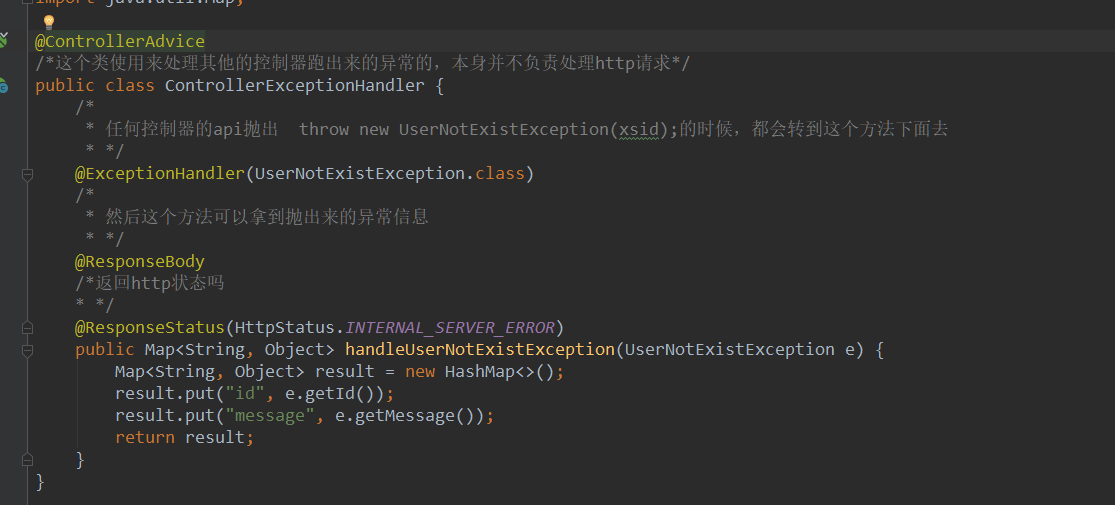 import java.util.Map;
@ControllerAdvice
/*这个类使用来处理其他的控制器跑出来的异常的，本身并不负责处理http请求*/
public class ControllerExceptionHandler {
/*
* 任何控制器的api抛出  throw new UserNotExistException(xsid);的时候，都会转到这个方法下面去
* */
@ExceptionHandler(UserNotExistException.class)
/*
* 然后这个方法可以拿到抛出来的异常信息
* */
@ResponseBody
/*返回http状态吗
* */
@ResponseStatus(HttpStatus.INTERNAL_SERVER_ERROR)
public Map<String, Object> handleUserNotExistException(UserNotExistException e) {
Map<String, Object> result = new HashMap<>();
result.put("id", e.getId());
result.put("message", e.getMessage());
return result;
}
}